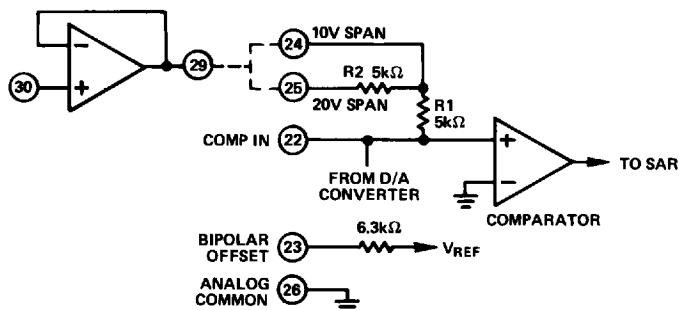 24 10V SPAN
29
R2 5kΩ
30
25
20V SPAN
R1
5kΩ
COMP IN 22
TO SAR
FROM D/A
CONVERTER
COMPARATOR
6.3kΩ
BIPOLAR
OFFSET 23
VREF
ANALOG
COMMON 26